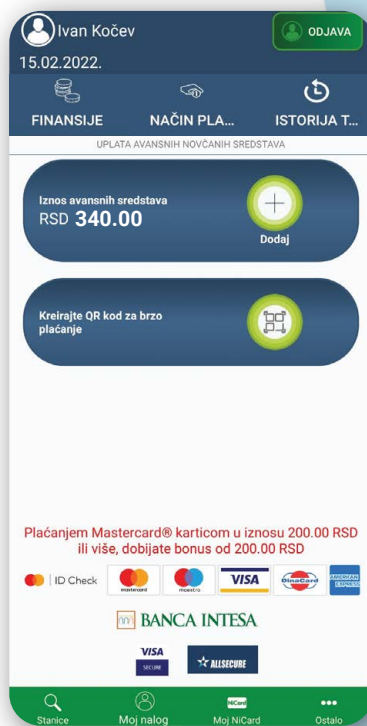 Ivan Kočev
ODJAVA
15.02.2022.
FINANSIJE
NAČIN PLA...
ISTORIJA T...
UPLATA AVANSNIH NOVČANIH SREDSTAVA
Iznos avansnih sredstava
RSD 340.00
Dodaj
Kreirajte QR kod za brzo
plaćanje
Plaćanjem Mastercard® karticom u iznosu 200.00 RSD
ili više, dobijate bonus od 200.00 RSD
ID Check
mastercard
maestro
VISA
DinaCard
AMERICAN
EXPRESS
BANCA INTESA
VISA
SECURE
ALLSECURE
Stanice
Moj nalog
NiCard
Moj NiCard
Ostalo